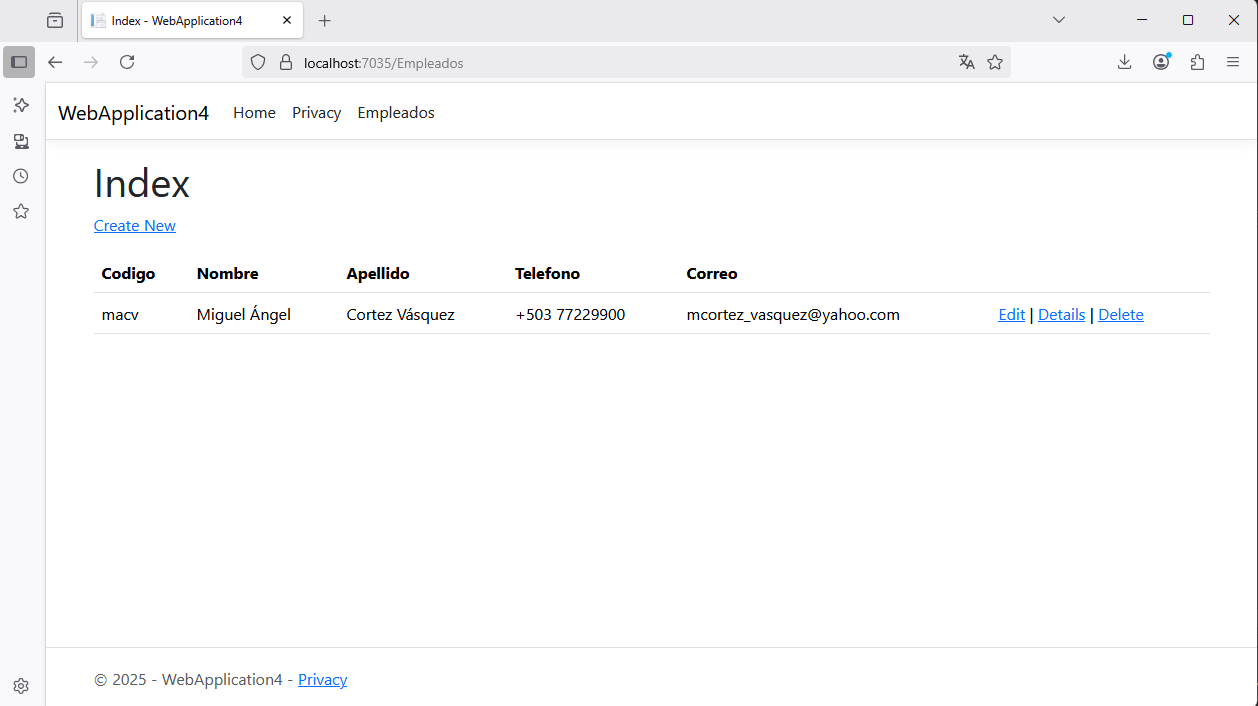 Index - WebApplication4
localhost:7035/Empleados
WebApplication4 Home Privacy Empleados
Index
Create New
Codigo Nombre Apellido Telefono Correo
macv Miguel Ángel Cortez Vásquez +503 77229900 mcortez_vasquez@yahoo.com Edit | Details | Delete
© 2025 - WebApplication4 - Privacy